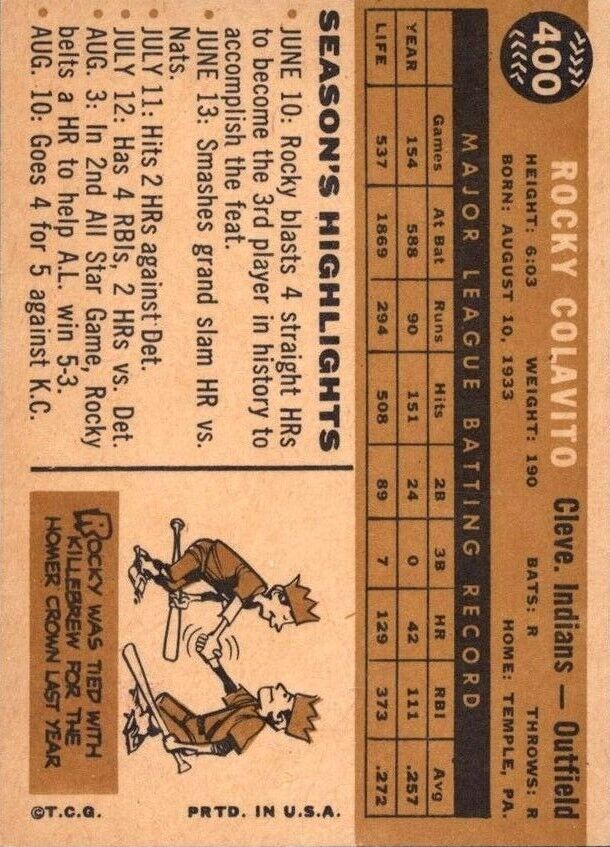 400
ROCKY COLAVITO Cleve. Indians — Outfield
HEIGHT: 6:03 WEIGHT: 190 BATS: R THROWS: R
BORN: AUGUST 10, 1933 HOME: TEMPLE, PA.
MAJOR LEAGUE BATTING RECORD
Games At Bat Runs Hits 2B 3B HR RBI Avg
YEAR 154 588 90 151 24 0 42 111 .257
LIFE 537 1869 294 508 89 7 129 373 .272
SEASON'S HIGHLIGHTS
JUNE 10: Rocky blasts 4 straight HRs
to become the 3rd player in history to
accomplish the feat.
JUNE 13: Smashes grand slam HR vs.
Nats.
JULY 11: Hits 2 HRs against Det.
JULY 12: Has 4 RBIs, 2 HRs vs. Det.
AUG. 3: In 2nd All Star Game, Rocky
belts a HR to help A.L. win 5-3.
AUG. 10: Goes 4 for 5 against K.C.
ROCKY WAS TIED WITH
KILLEBREW FOR THE
HOMER CROWN LAST YEAR
©T.C.G. PRTD. IN U.S.A.